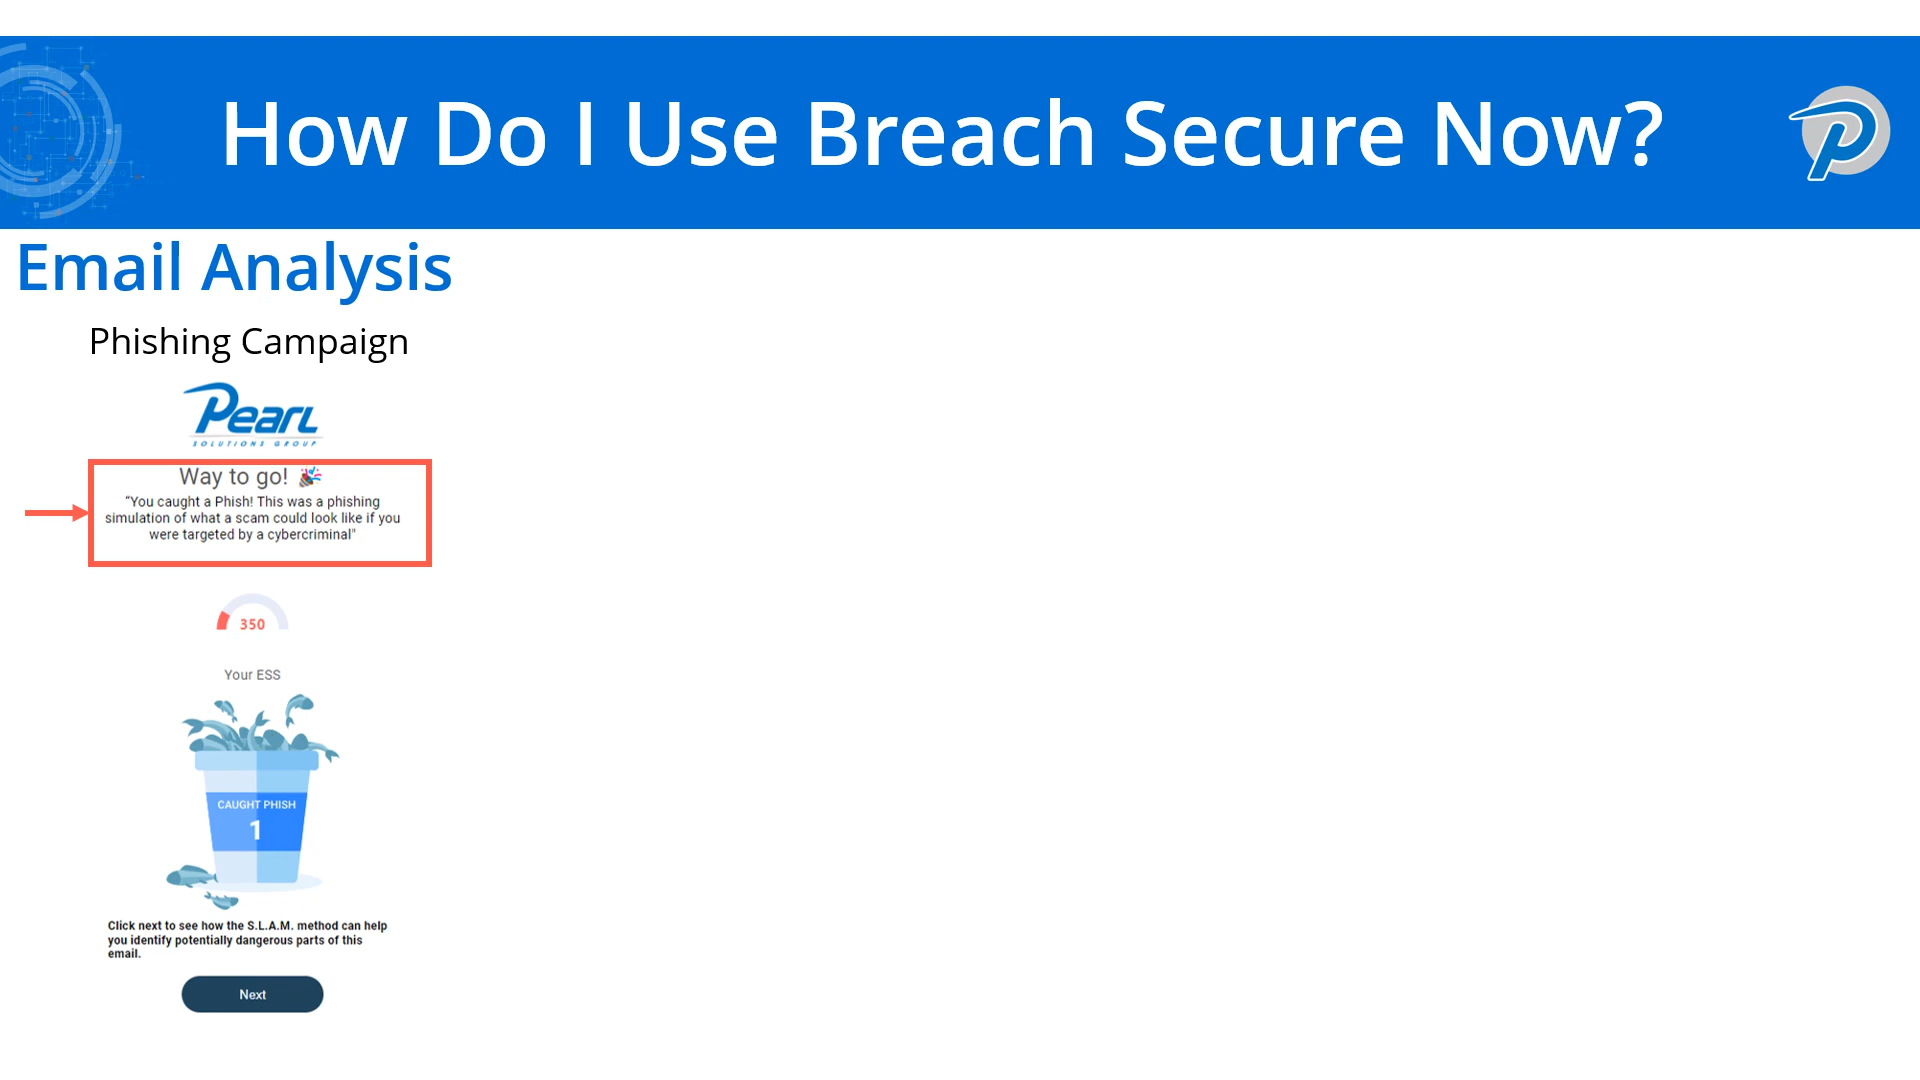 How Do I Use Breach Secure Now?
Email Analysis
Phishing Campaign
Pearl
SOLUTIONS GROUP
Way to go! 🎉
"You caught a Phish! This was a phishing
simulation of what a scam could look like if you
were targeted by a cybercriminal"
350
Your ESS
CAUGHT PHISH
1
Click next to see how the S.L.A.M. method can help
you identify potentially dangerous parts of this
email.
Next